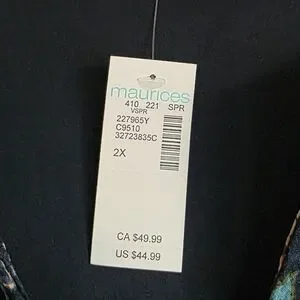 maurices
410 221 SPR
VSPR
227965Y
C9510
32723835C
2X
CA $49.99
US $44.99